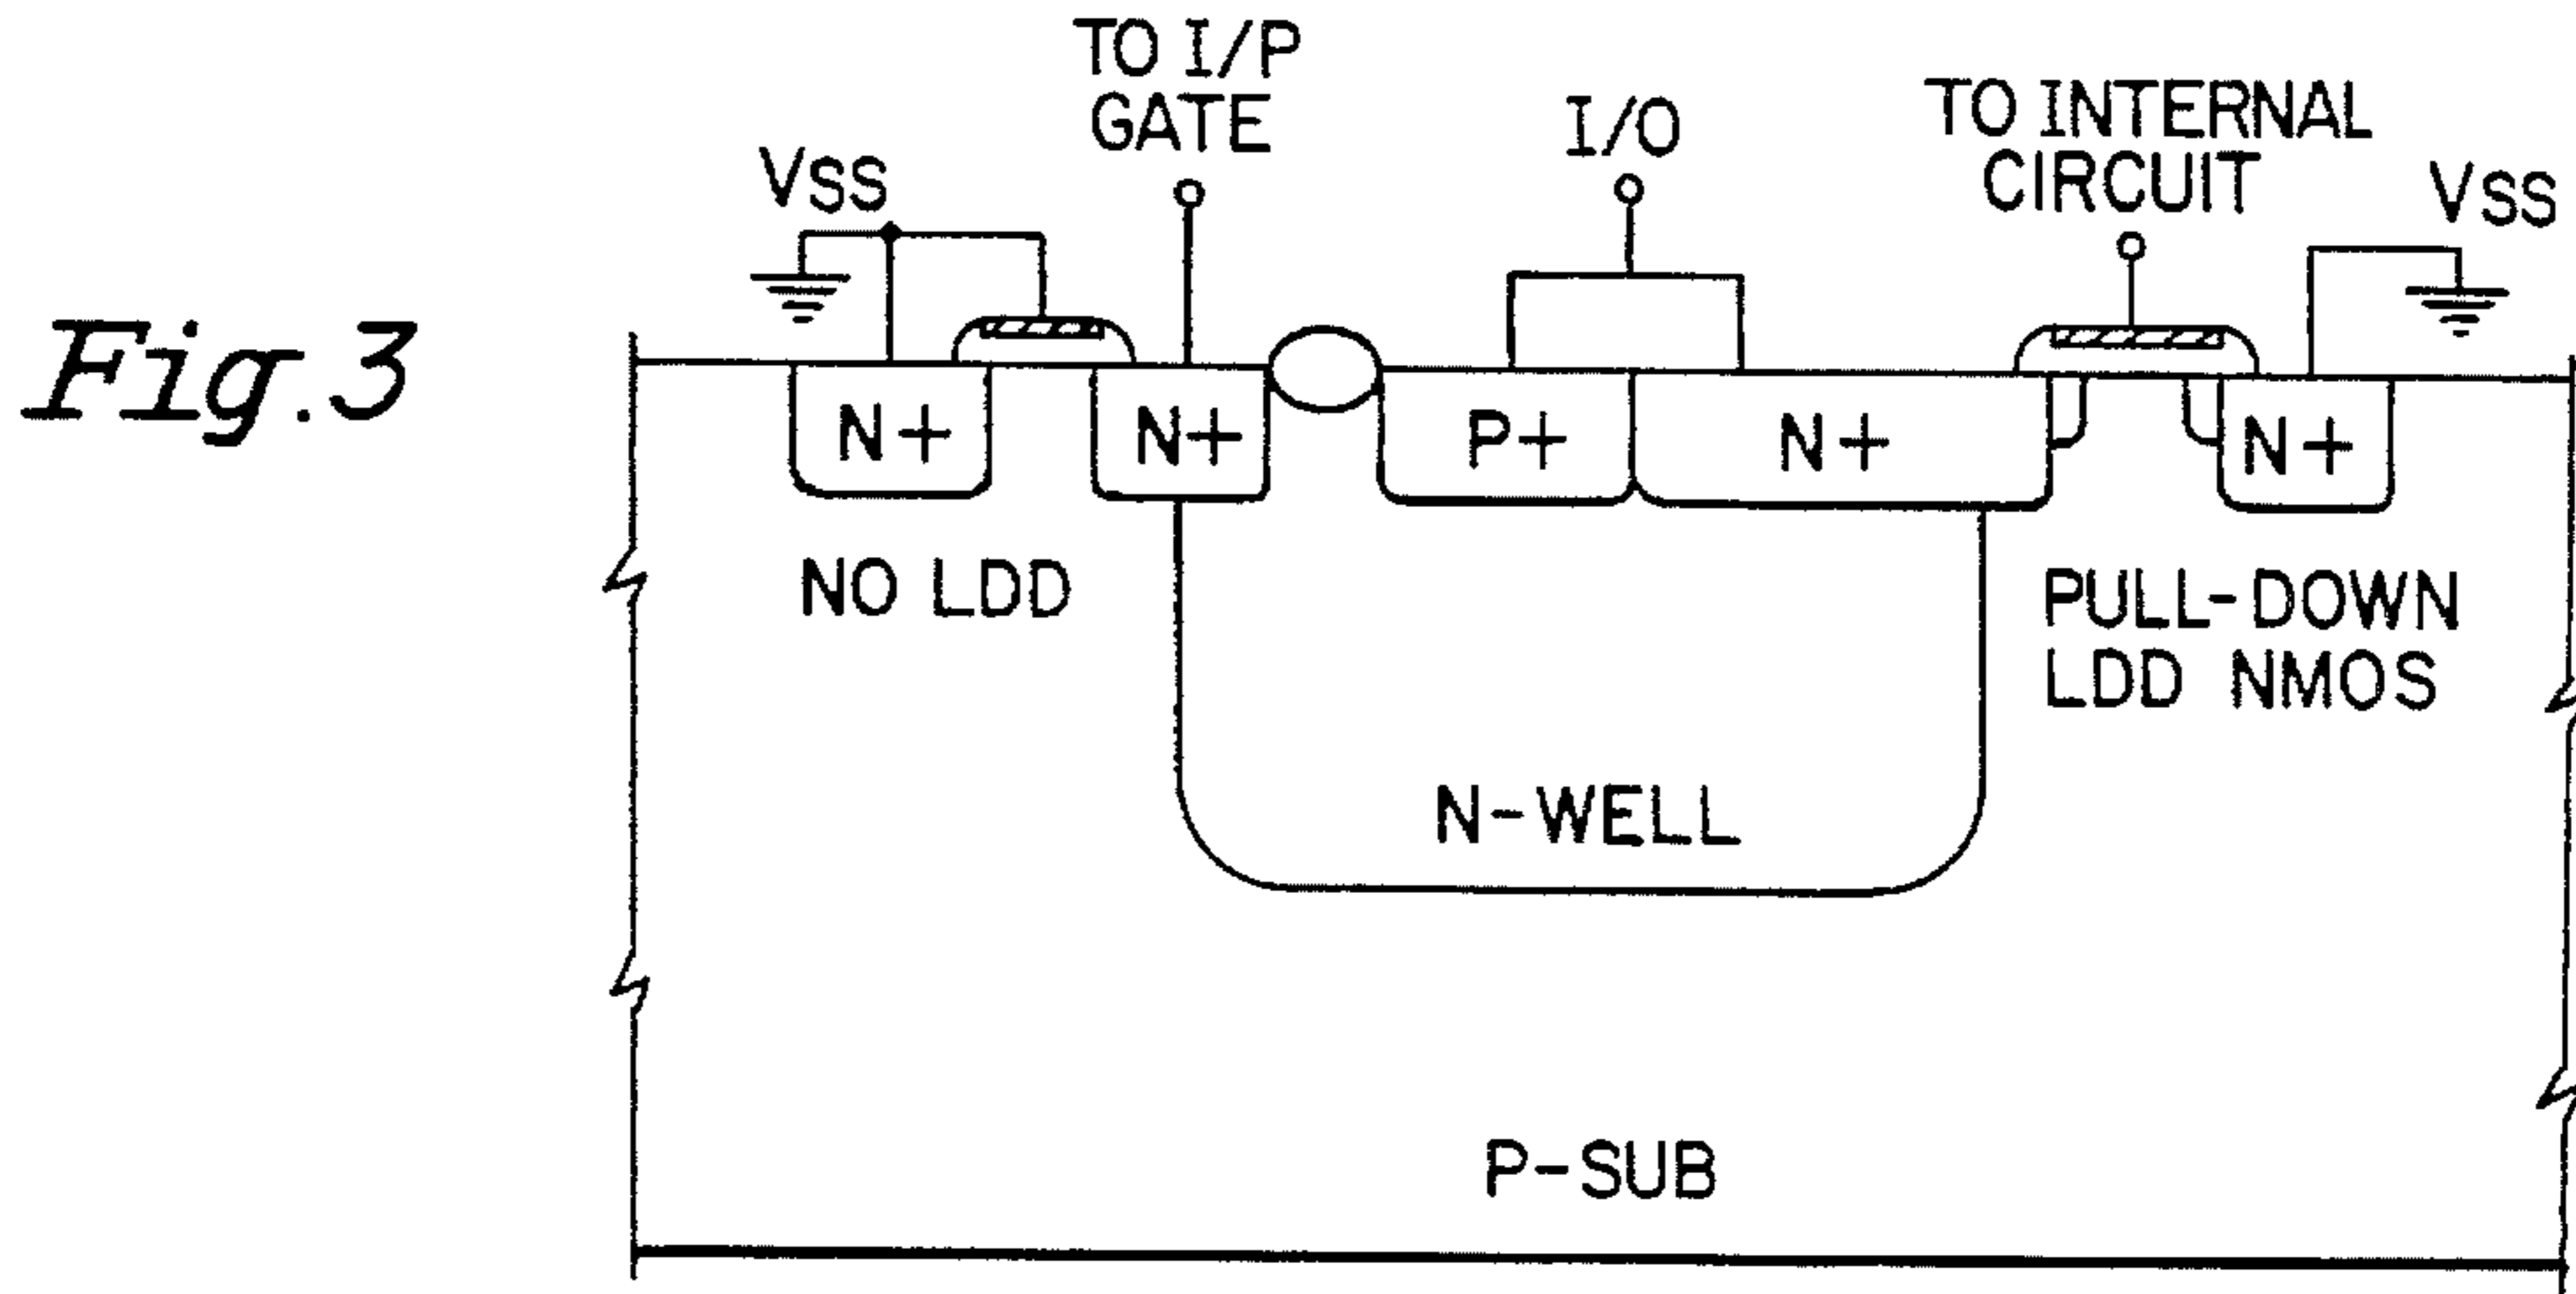 Fig. 3
TO I/P
GATE
VSS
I/O
TO INTERNAL
CIRCUIT
VSS
N+
N+
P+
N+
N+
NO LDD
PULL-DOWN
LDD NMOS
N-WELL
P-SUB